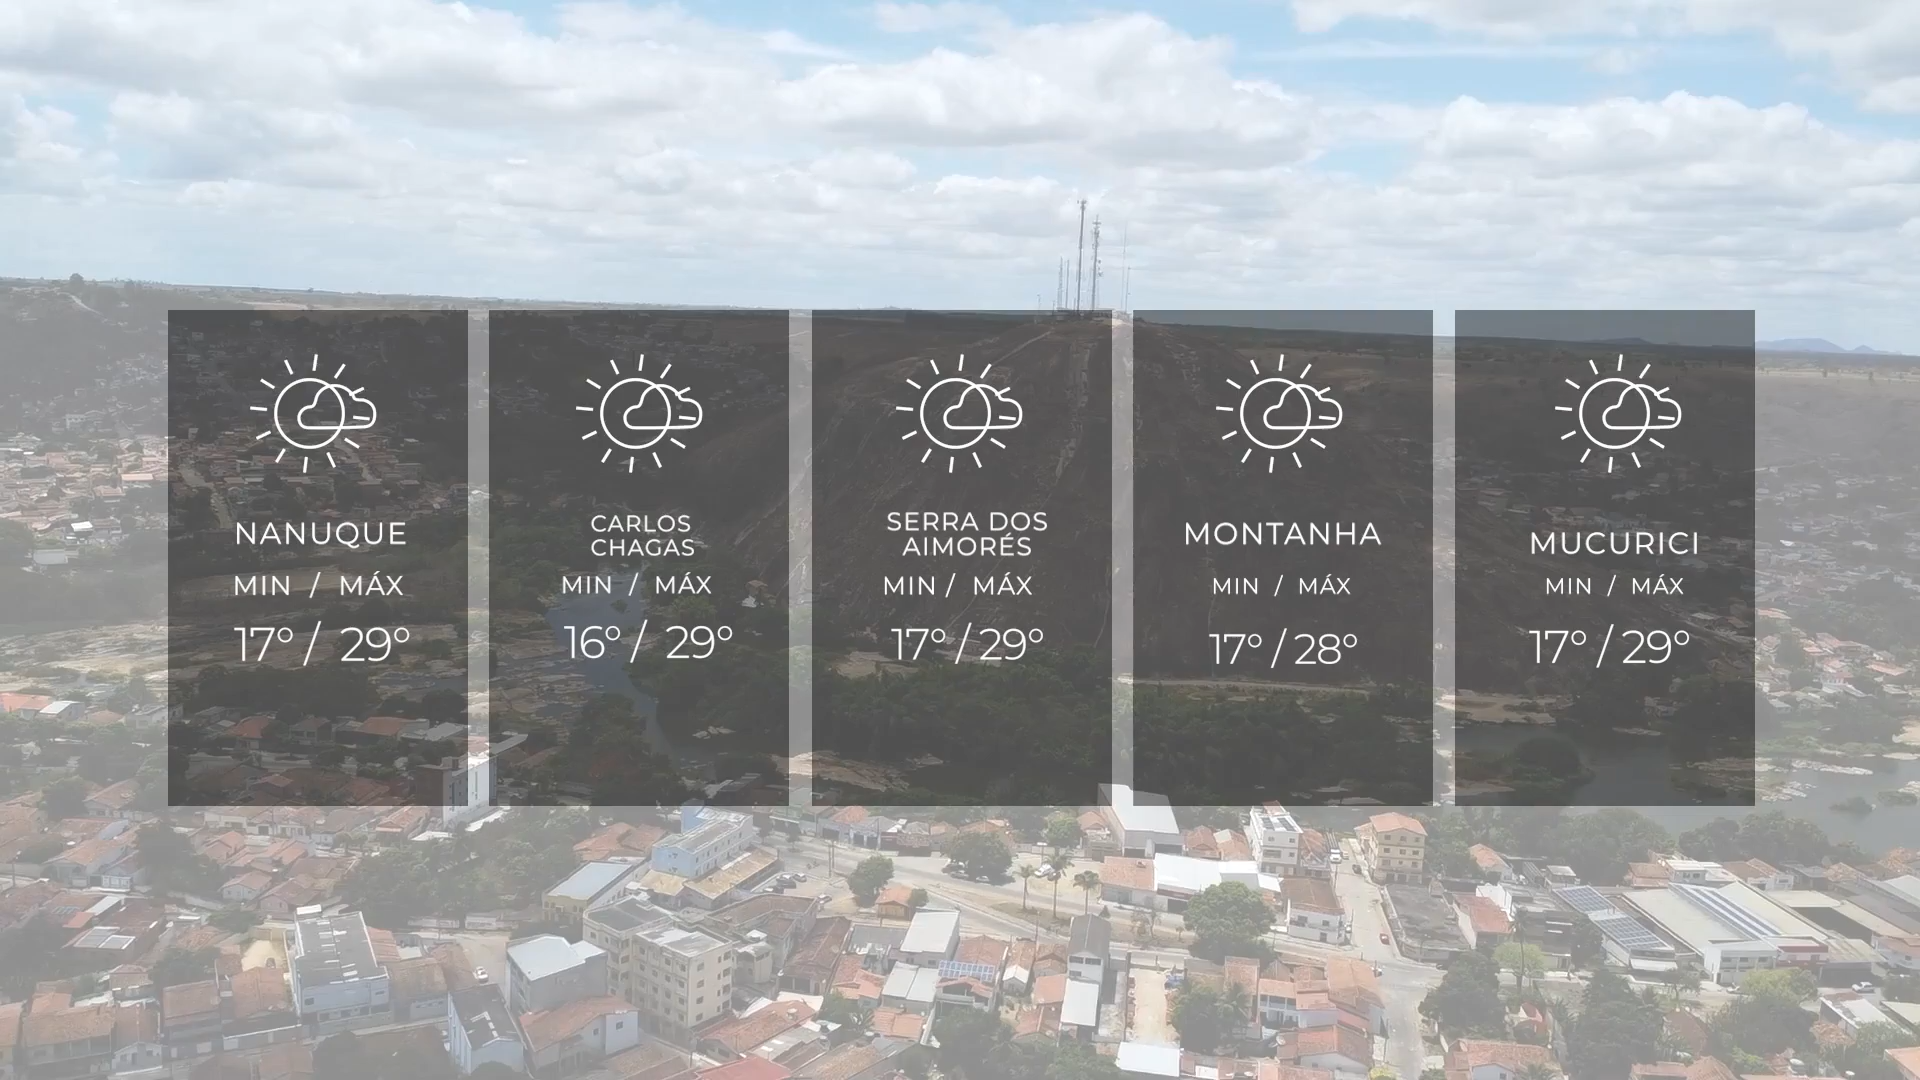 NANUQUE
MIN / MÁX
17° / 29°
CARLOS
CHAGAS
MIN / MÁX
16° / 29°
SERRA DOS
AIMORÉS
MIN / MÁX
17° / 29°
MONTANHA
MIN / MÁX
17° / 28°
MUCURICI
MIN / MÁX
17° / 29°